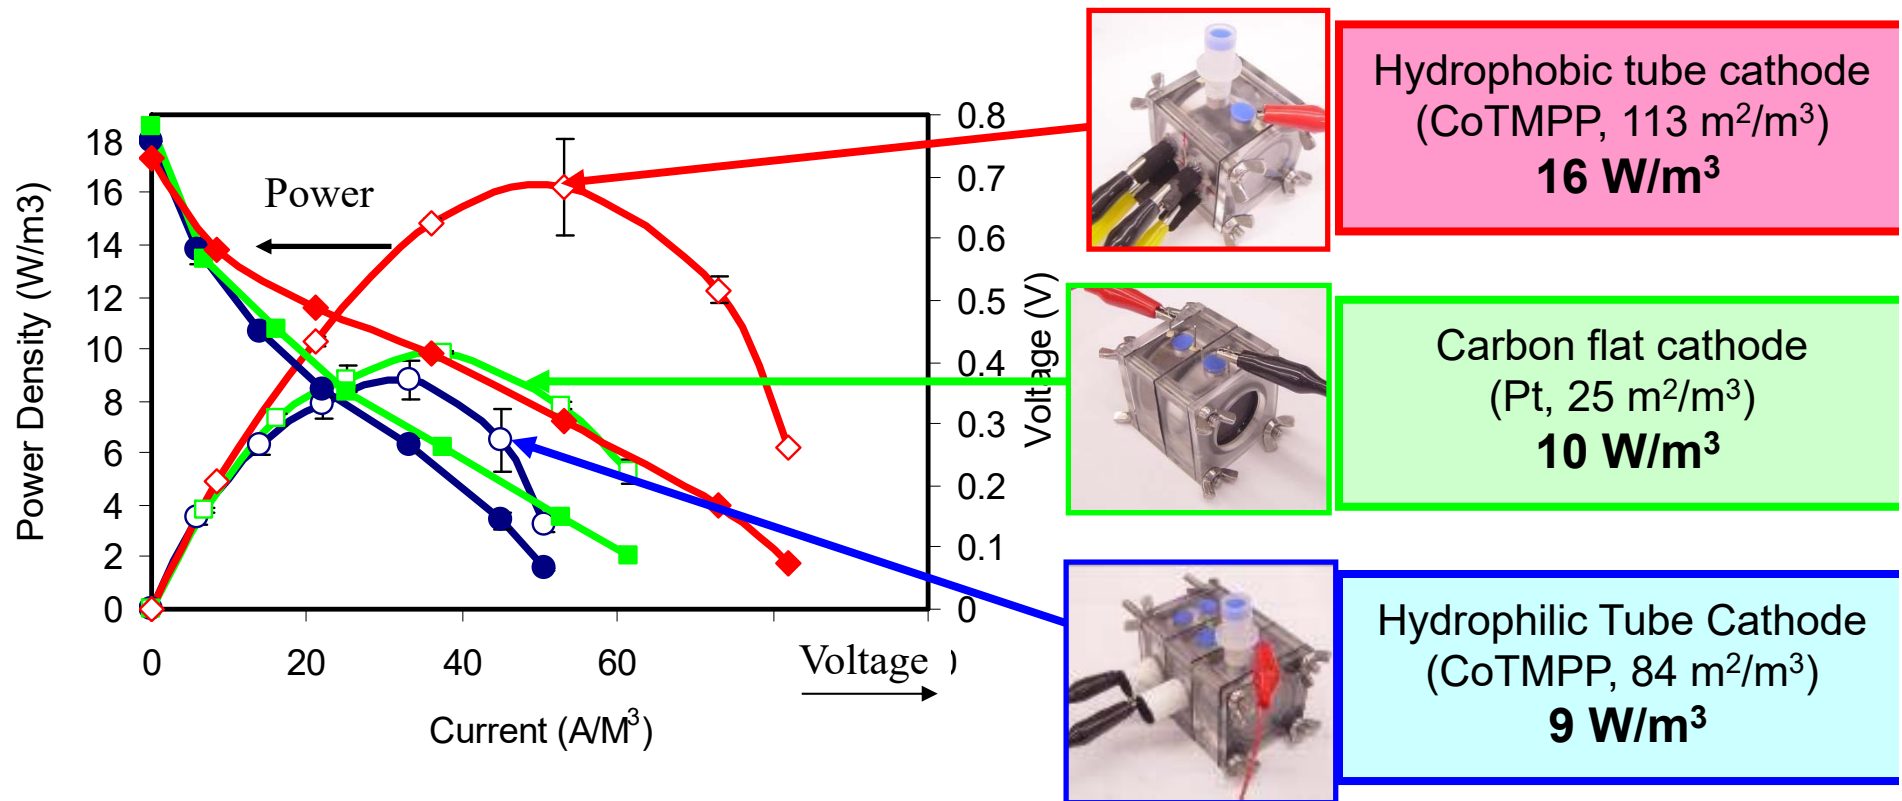 Power Density (W/m3)
18
16
14
12
10
8
6
4
2
0
0
20
40
60
)
Current (A/M³)
0.8
0.7
0.6
0.5
0.4
0.3
0.2
0.1
0
Voltage (V)
Power
Voltage
Hydrophobic tube cathode
(CoTMPP, 113 m²/m³)
16 W/m³
Carbon flat cathode
(Pt, 25 m²/m³)
10 W/m³
Hydrophilic Tube Cathode
(CoTMPP, 84 m²/m³)
9 W/m³